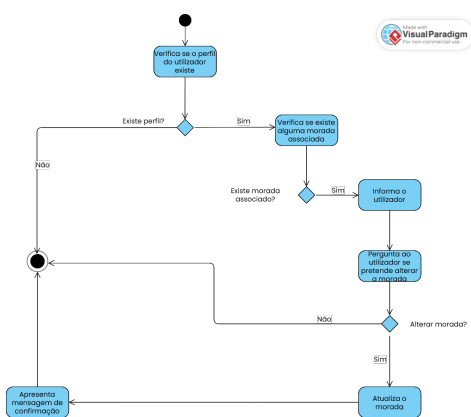 Made with
Visual Paradigm
For non-commercial use
Verifica se o perfil
do utilizador
existe
Existe perfil?
Sim
Verifica se existe
alguma morada
associada
Não
Existe morada
associado?
Sim
Informa o
utilizador
Pergunta ao
utilizador se
pretende alterar
a morada
Não
Alterar morada?
Sim
Apresenta
mensagem de
confirmação
Atualiza o
morada